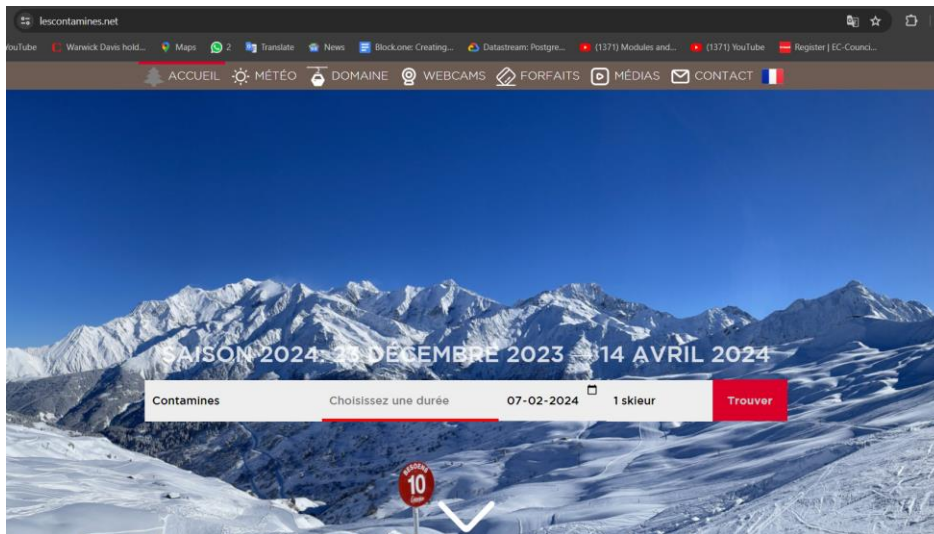 lescontamines.net
YouTube Warwick Davis hold... Maps 2 Translate News Block.one: Creating... Datastream: Postgre... (1371) Modules and... (1371) YouTube Register | EC-Counci...
ACCUEIL MÉTÉO DOMAINE WEBCAMS FORFAITS MÉDIAS CONTACT
SAISON 2024: 23 DÉCEMBRE 2023 – 14 AVRIL 2024
Contamines Choisissez une durée 07-02-2024 1 skieur Trouver
10